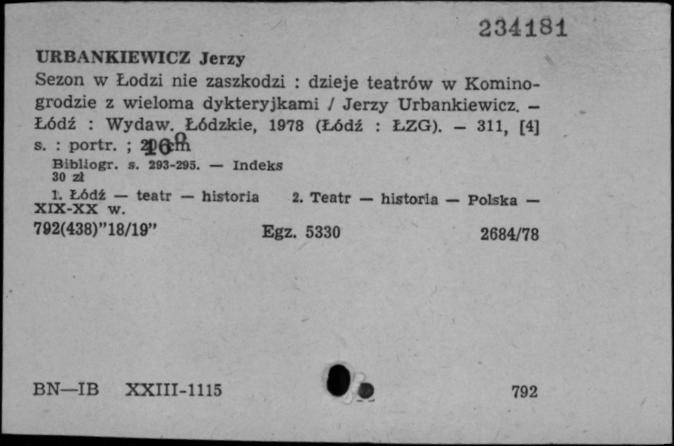 234181
URBANKIEWICZ Jerzy
Sezon w Łodzi nie zaszkodzi : dzieje teatrów w Komino-
grodzie z wieloma dykteryjkami / Jerzy Urbankiewicz. —
Łódź : Wydaw. Łódzkie, 1978 (Łódź : ŁZG). — 311, [4]
s. : portr. ;
Bibliogr. s. 293-295. — Indeks
30 zł
1. Łódź — teatr — historia 2. Teatr — historia — Polska —
XIX-XX w.
792(438)"18/19" Egz. 5330 2684/78
BN—IB XXIII-1115 792